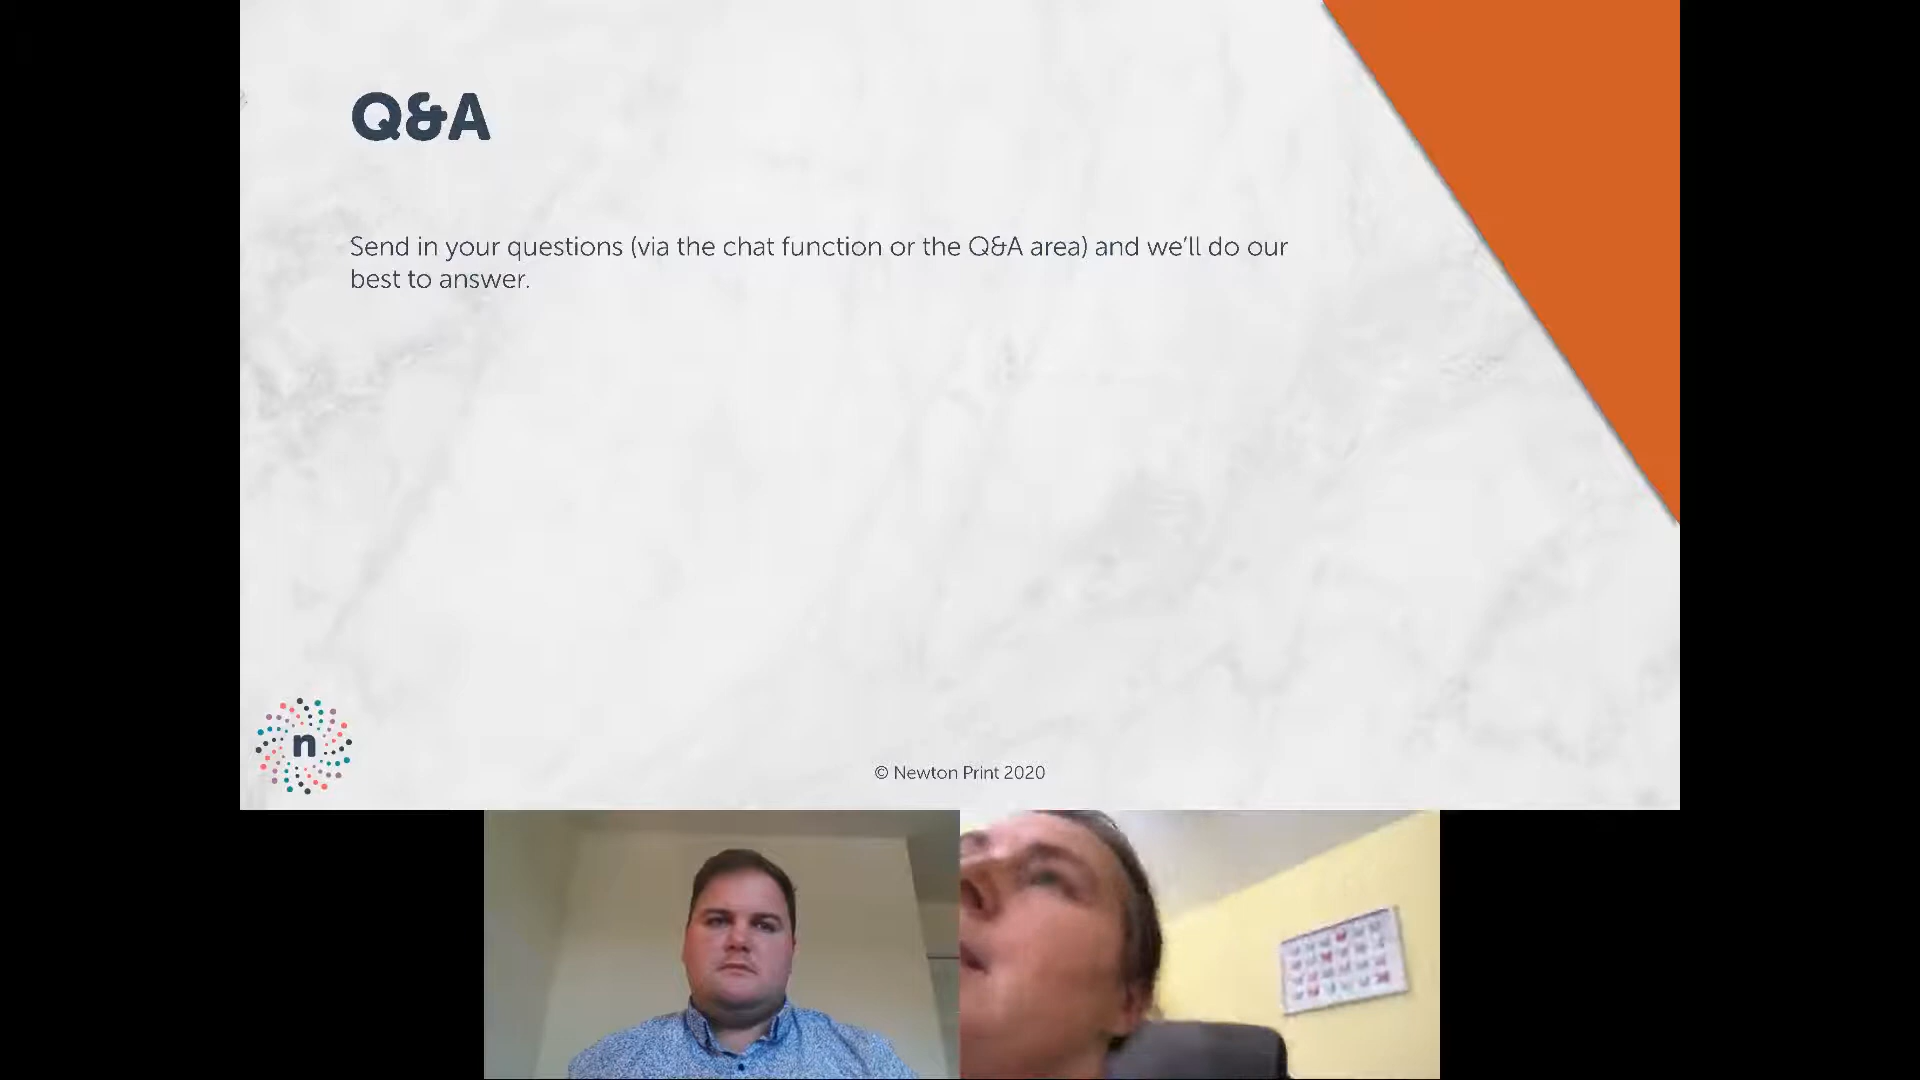 Q&A
Send in your questions (via the chat function or the Q&A area) and we'll do our
best to answer.
n
© Newton Print 2020